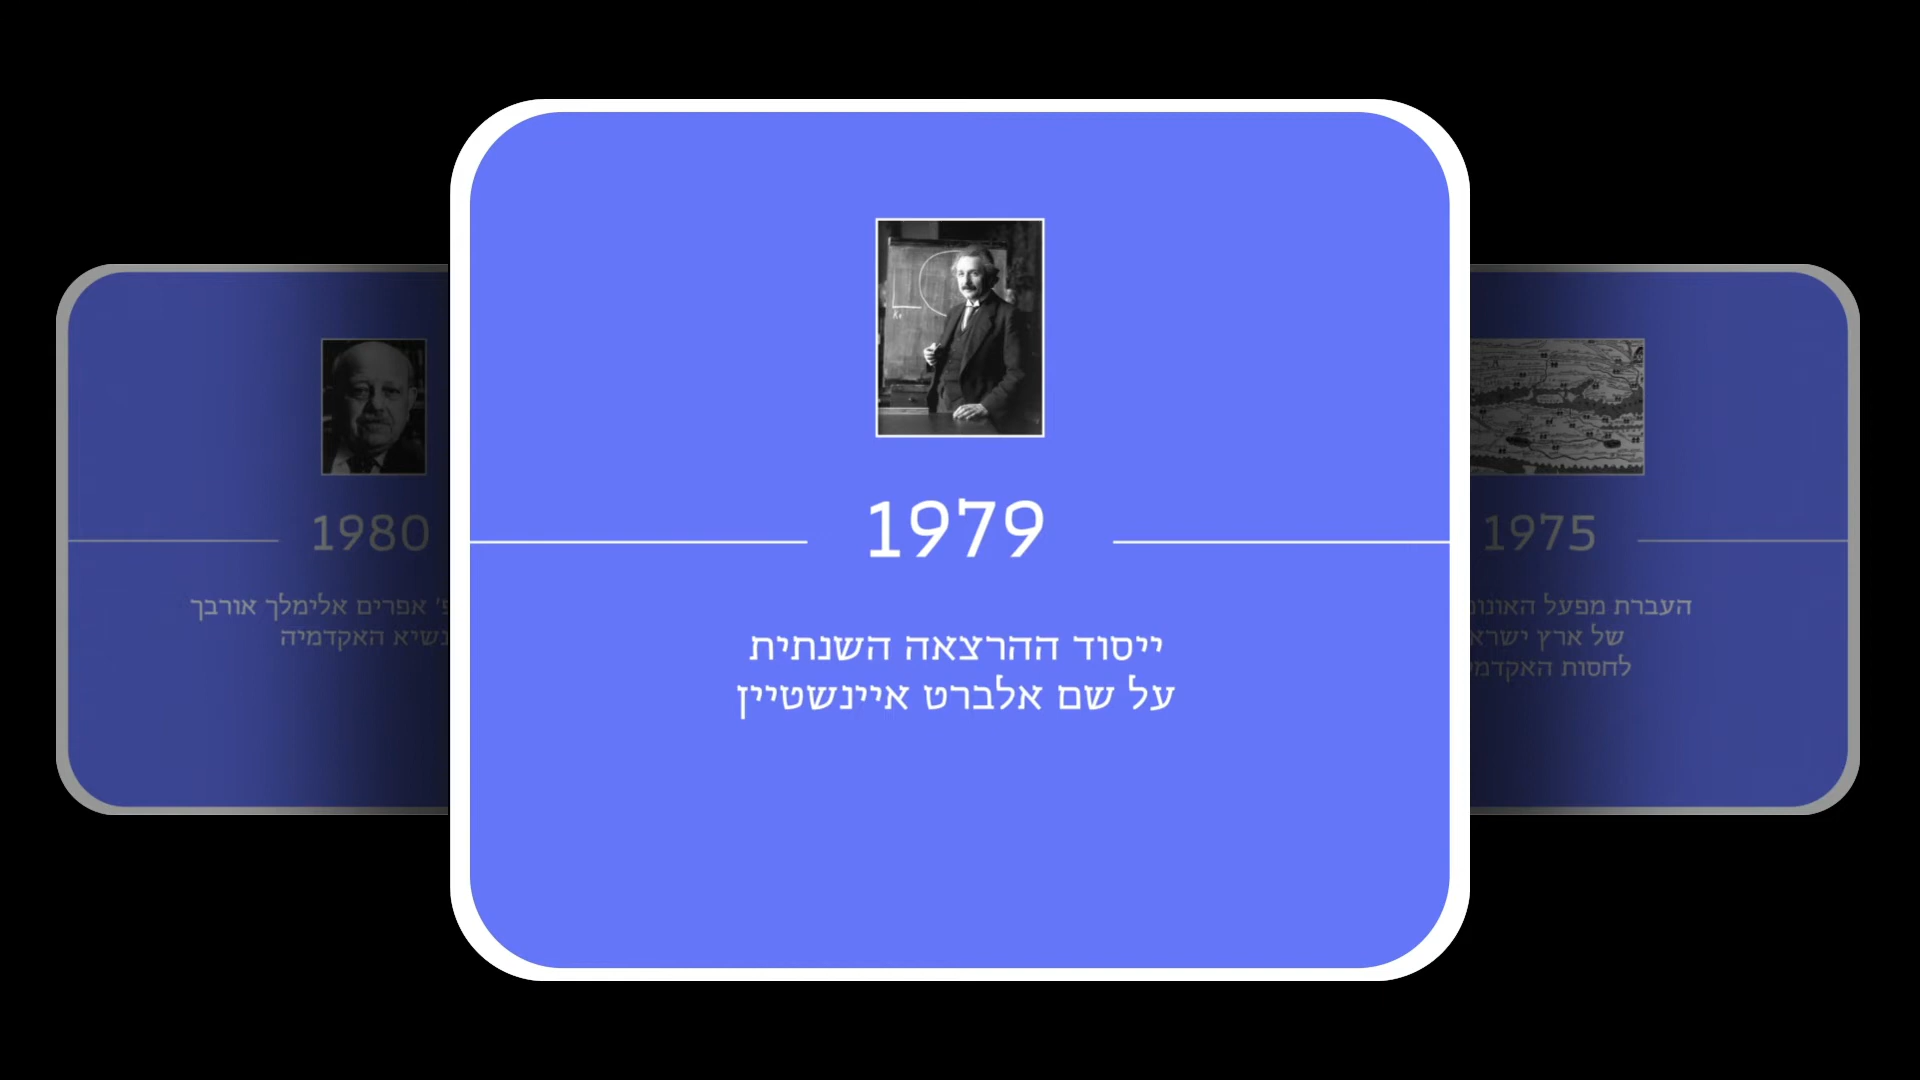 1979
ייסוד ההרצאה השנתית
על שם אלברט איינשטיין
1975
העברת מפעל
של ארץ
לחסות
1980
אפרים אלימלך אורבך
נשיא האקדמיה